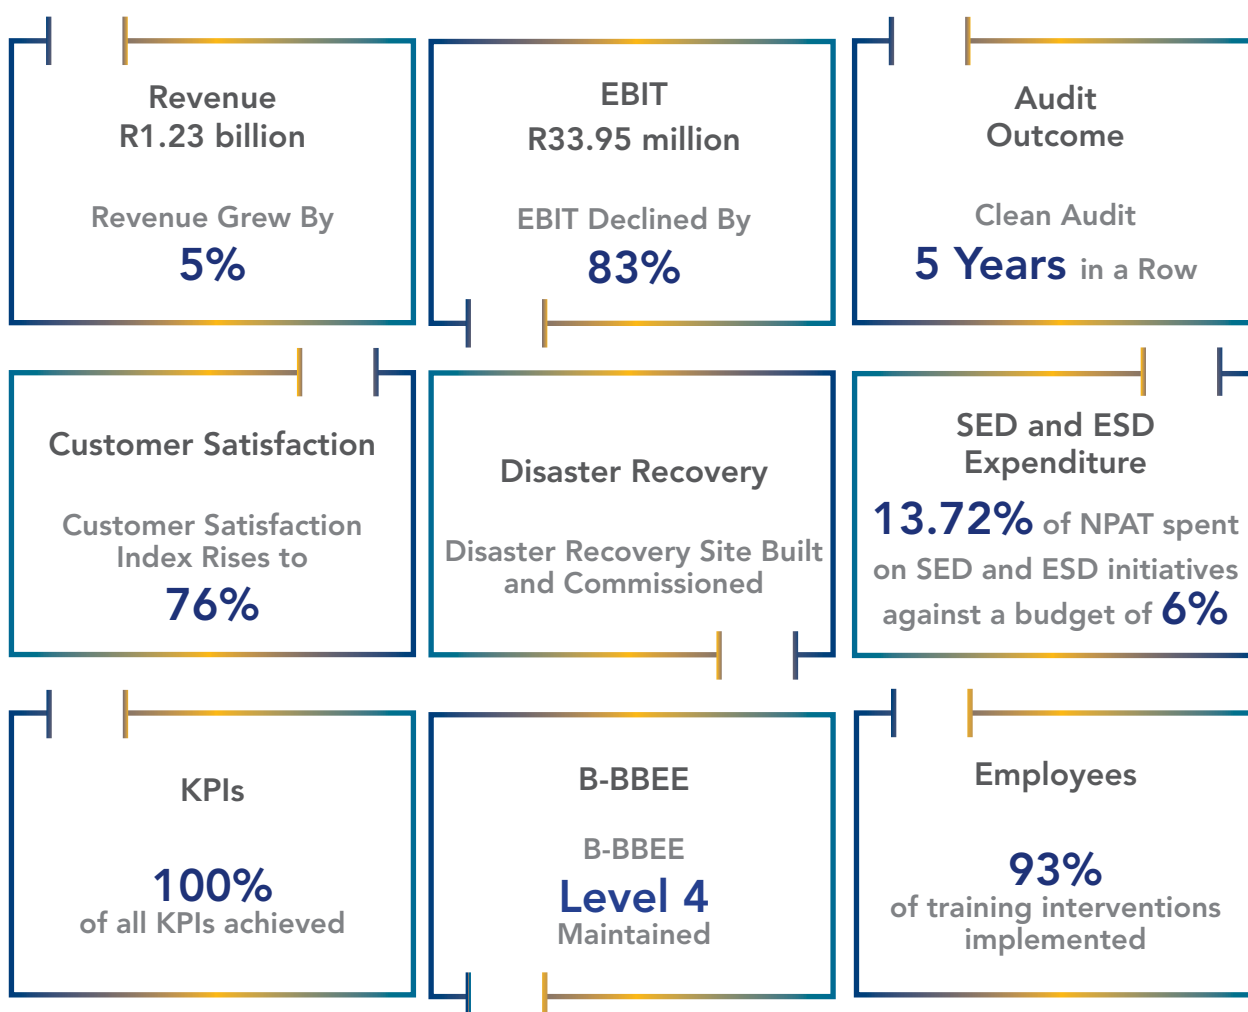 Revenue
R1.23 billion
Revenue Grew By
5%
EBIT
R33.95 million
EBIT Declined By
83%
Audit
Outcome
Clean Audit
5 Years in a Row
Customer Satisfaction
Customer Satisfaction
Index Rises to
76%
Disaster Recovery
Disaster Recovery Site Built
and Commissioned
SED and ESD
Expenditure
13.72% of NPAT spent
on SED and ESD initiatives
against a budget of 6%
KPIs
100%
of all KPIs achieved
B-BBEE
B-BBEE
Level 4
Maintained
Employees
93%
of training interventions
implemented